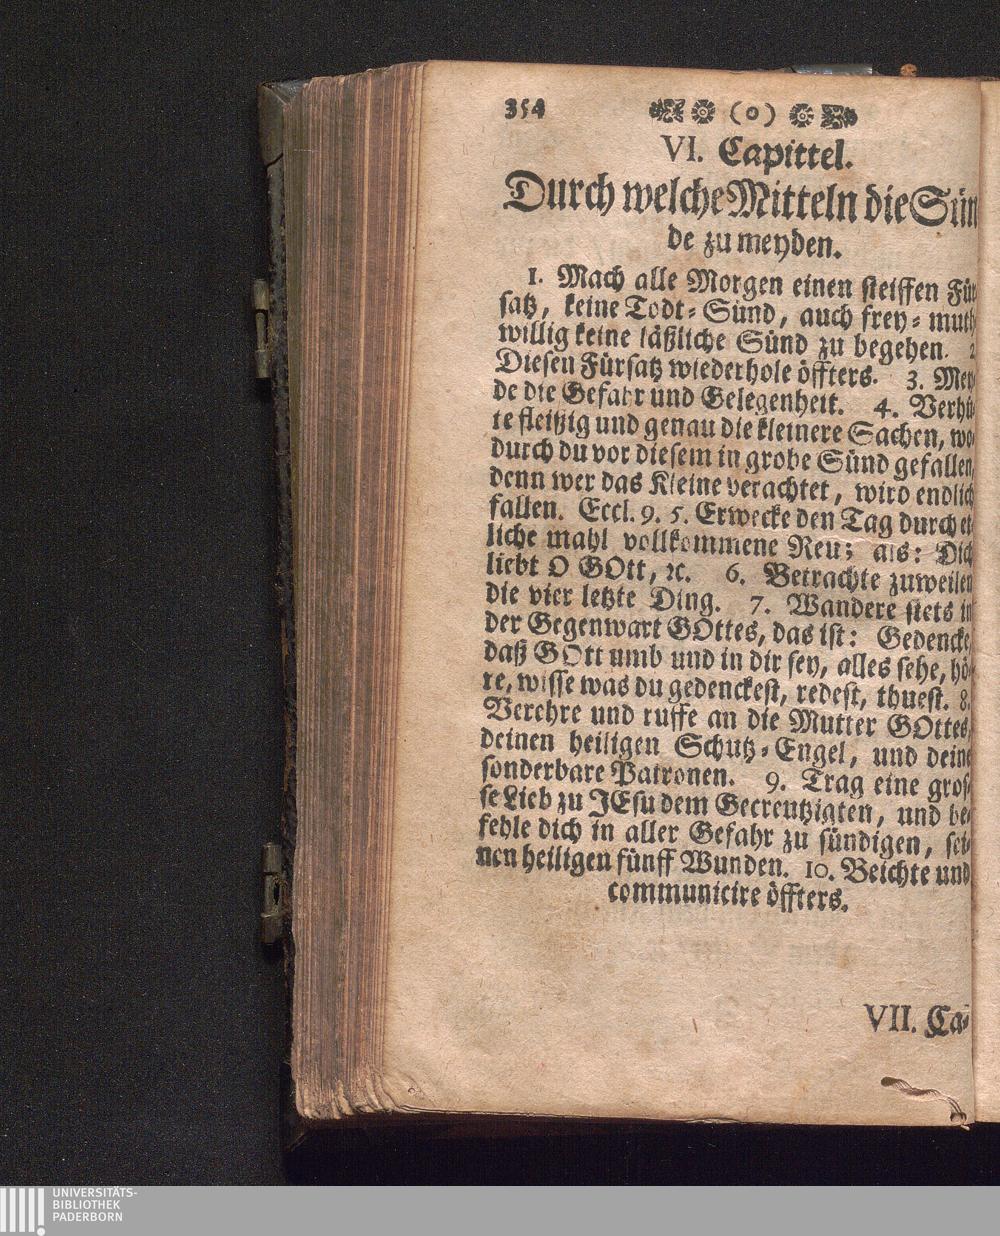 354 (o)
VI. Capittel.
Durch welche Mitteln die Sün
de zu meyden.
1. Mach alle Morgen einen steiffen Für
satz, keine Todt-Sünd, auch frey-muth
willig keine läßliche Sünd zu begehen. 2
Diesen Fürsatz wiederhole öffters. 3. Mey
de die Gefahr und Gelegenheit. 4. Verhü
te fleißig und genau die kleinere Sachen, wo
durch du vor diesem in grobe Sünd gefallen,
denn wer das Kleine verachtet, wird endlich
fallen. Eccl. 9. 5. Erwecke den Tag durch et
liche mahl vollkommene Reu; als: Dich
liebt O GOtt, ꝛc. 6. Betrachte zuweilen
die vier letzte Ding. 7. Wandere stets in
der Gegenwart GOttes, das ist: Gedencke,
daß GOtt umb und in dir sey, alles sehe, hö-
re, wisse was du gedenckest, redest, thuest. 8.
Verehre und ruffe an die Mutter GOttes,
deinen heiligen Schutz-Engel, und deine
sonderbare Patronen. 9. Trag eine gros-
se Lieb zu JEsu dem Gecreutzigten, und be-
fehle dich in aller Gefahr zu sündigen, sei-
nen heiligen fünff Wunden. 10. Beichte und
communicire öffters.
VII. Ca-
UNIVERSITÄTS-
BIBLIOTHEK
PADERBORN